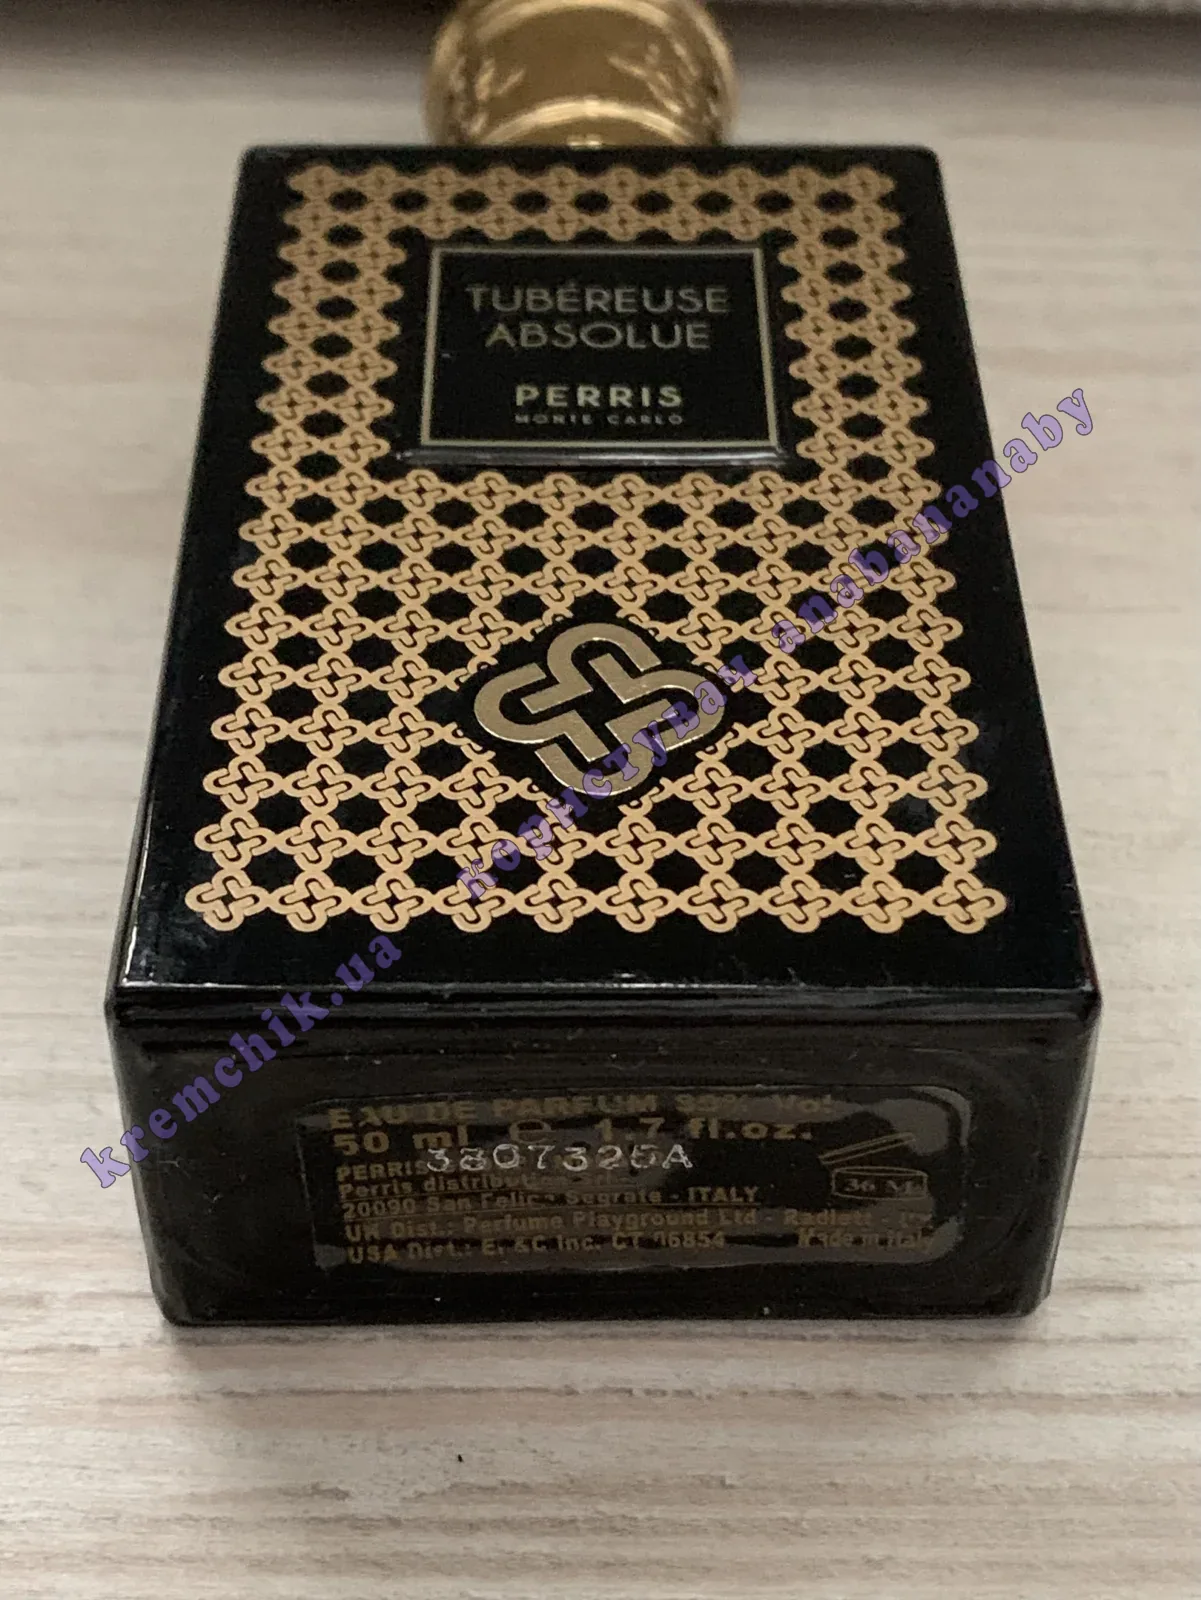 TUBÉREUSE
ABSOLUE
PERRIS
MONTE CARLO
користувач anabananaby
kremchik.ua
EAU DE PARFUM Vol
50 ml e 1.7 fl.oz.
3807325A
PERRIS
Perris
20090 San Segrate - ITALY
UK Dist.: Perfume Playground Ltd - Radlett -
USA Dist.: E. &C Inc. CT 06854
Made in Italy
36 M